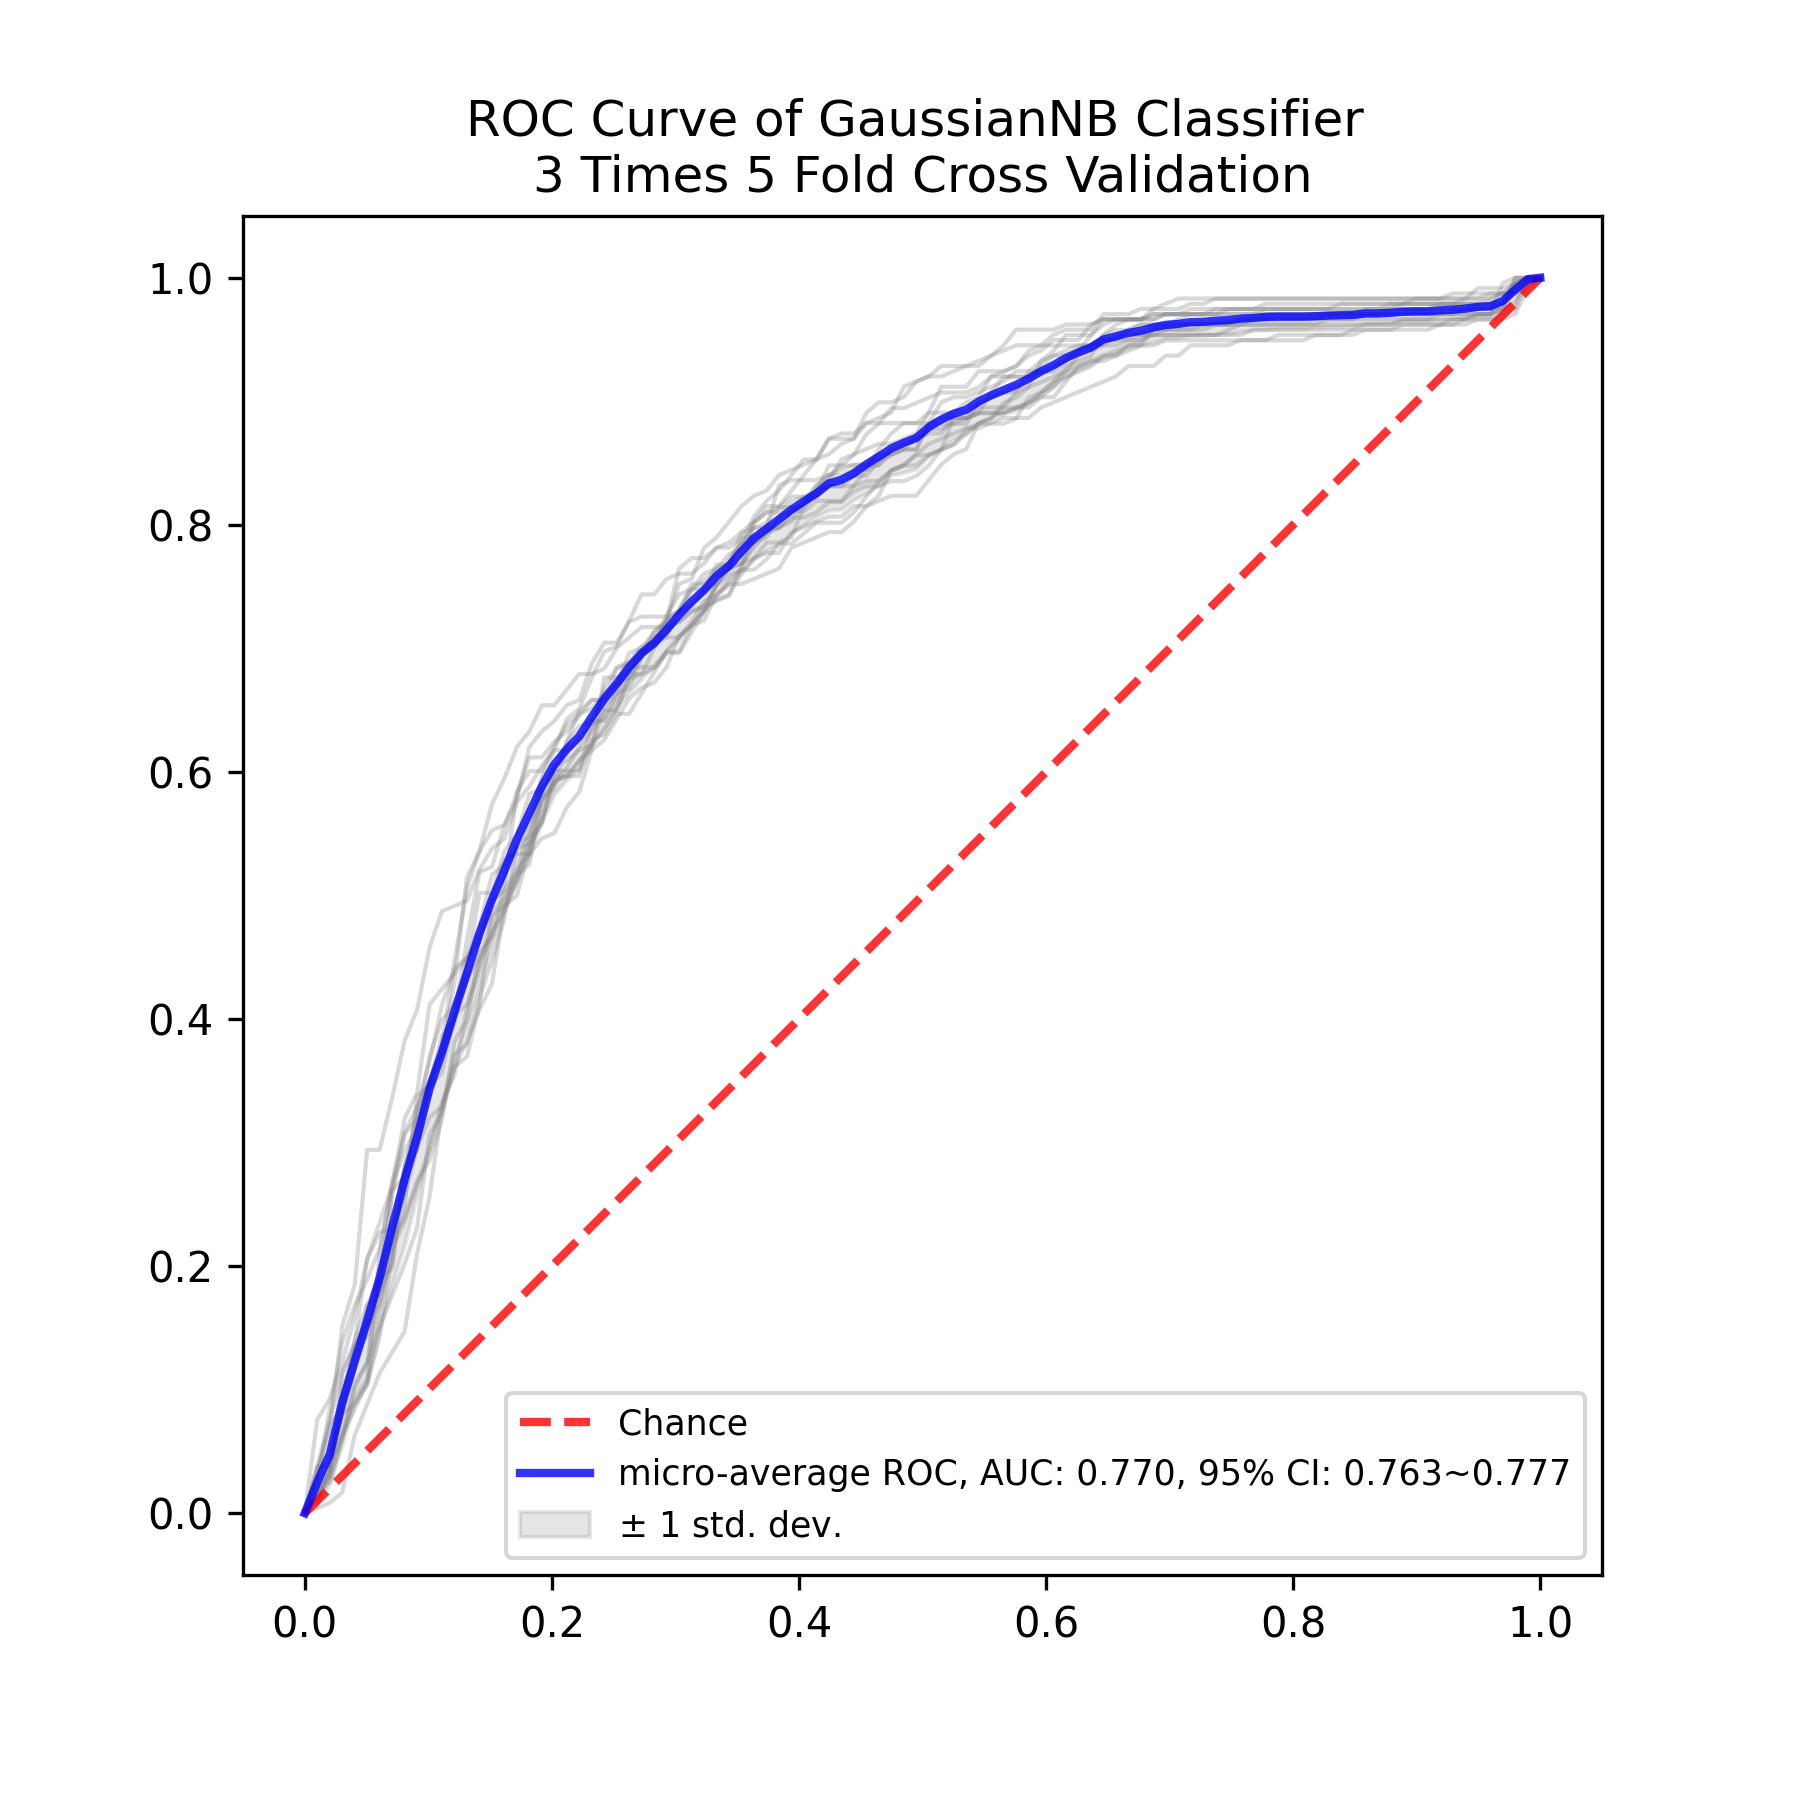 ROC Curve of GaussianNB Classifier
3 Times 5 Fold Cross Validation
1.0
0.8
0.6
0.4
0.2
0.0
Chance
micro-average ROC, AUC: 0.770, 95% CI: 0.763~0.777
± 1 std. dev.
0.0 0.2 0.4 0.6 0.8 1.0